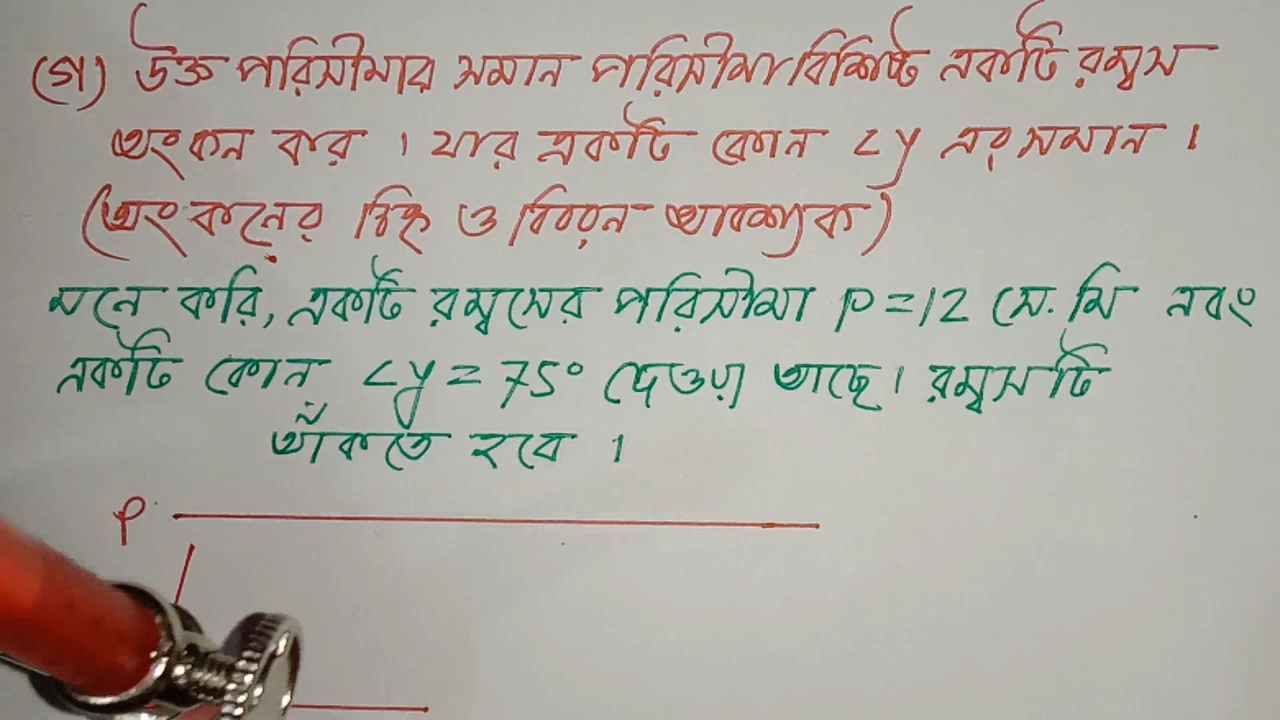 (গ) উক্ত পরিসীমার সমান পরিসীমা বিশিষ্ট একটি রম্বস
অংকন কর । যার একটি কোন ∠y এর সমান ।
(অংকনের চিহ্ন ও বিবরন আবশ্যক)
মনে করি, একটি রম্বসের পরিসীমা P = 12 সে. মি এবং
একটি কোন ∠y = 75° দেওয়া আছে । রম্বসটি
আঁকতে হবে ।
P